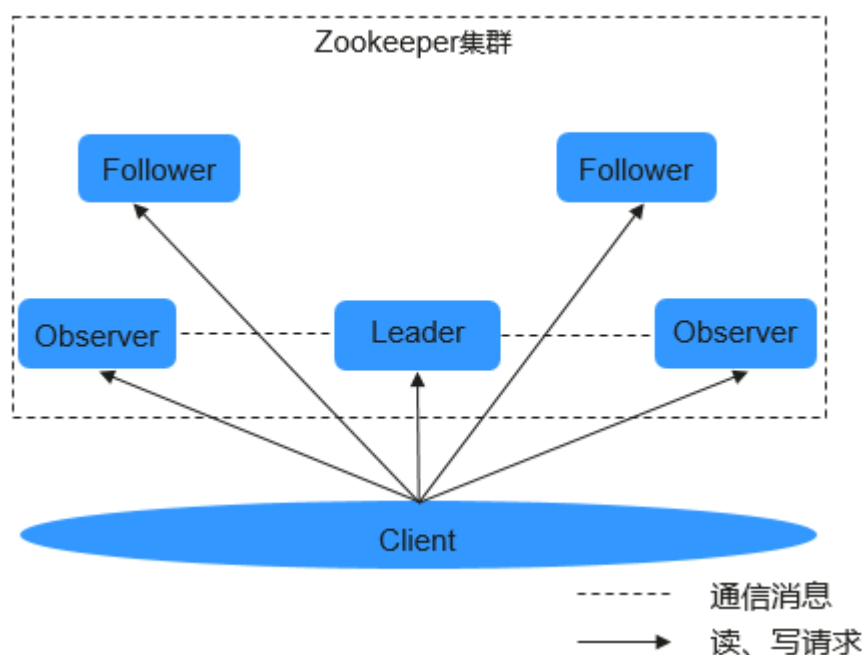 Zookeeper集群
Follower
Follower
Observer
Leader
Observer
Client
通信消息
读、写请求